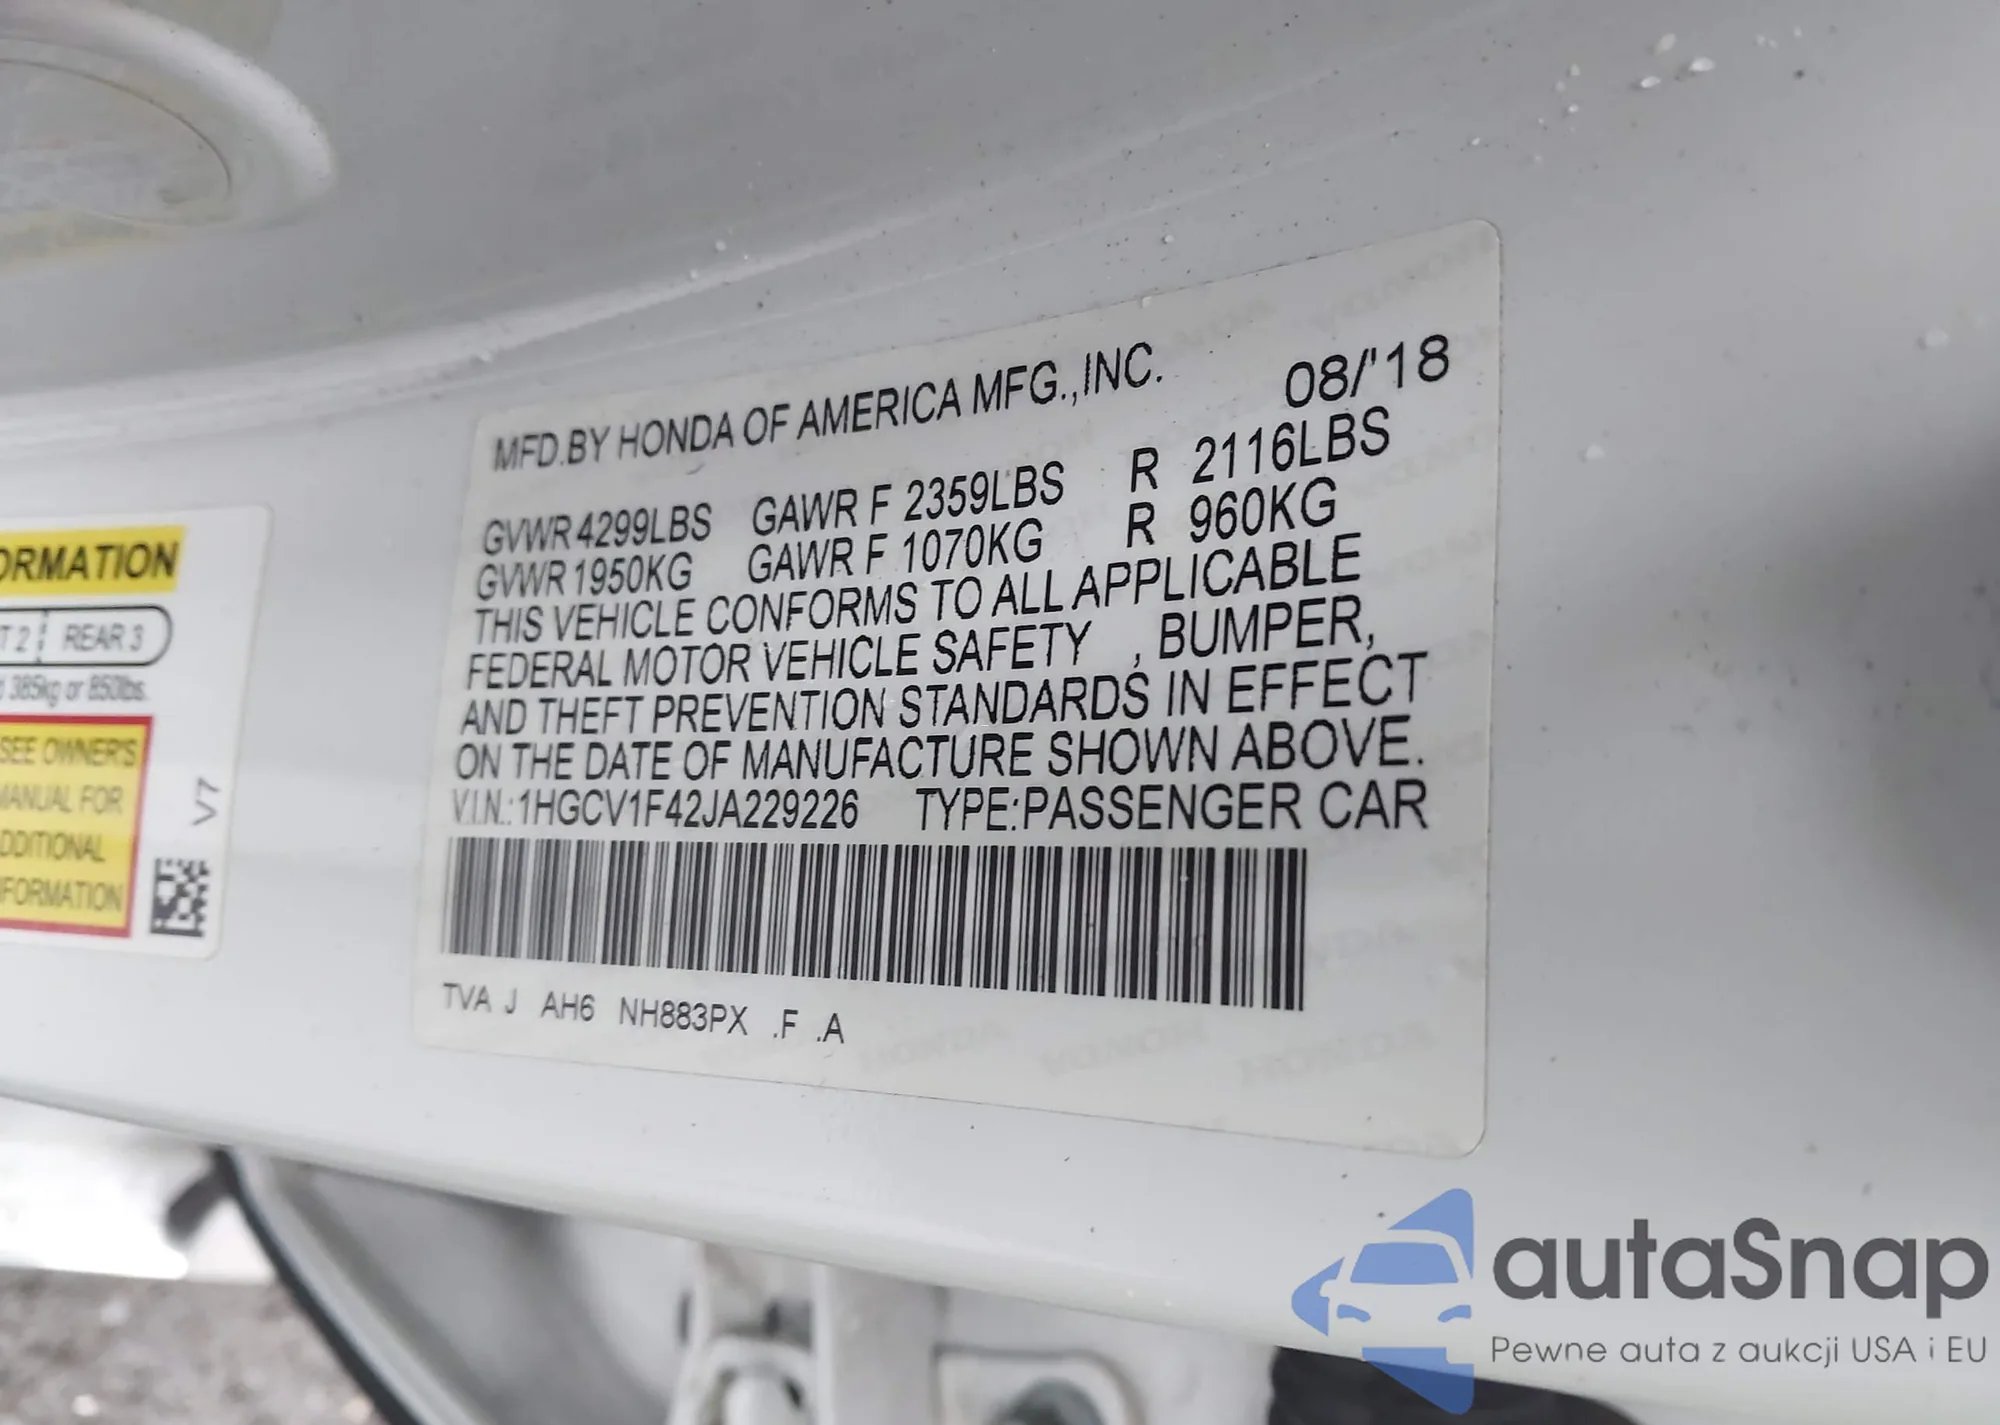 MFD.BY HONDA OF AMERICA MFG.,INC. 08/'18
GVWR 4299LBS GAWR F 2359LBS R 2116LBS
GVWR 1950KG GAWR F 1070KG R 960KG
THIS VEHICLE CONFORMS TO ALL APPLICABLE
FEDERAL MOTOR VEHICLE SAFETY , BUMPER,
AND THEFT PREVENTION STANDARDS IN EFFECT
ON THE DATE OF MANUFACTURE SHOWN ABOVE.
V.I.N.: 1HGCV1F42JA229226 TYPE:PASSENGER CAR
TVA J AH6 NH883PX .F .A
REAR 3
385kg or 850lbs.
SEE OWNER'S
MANUAL FOR
V7
autaSnap
Pewne auta z aukcji USA i EU